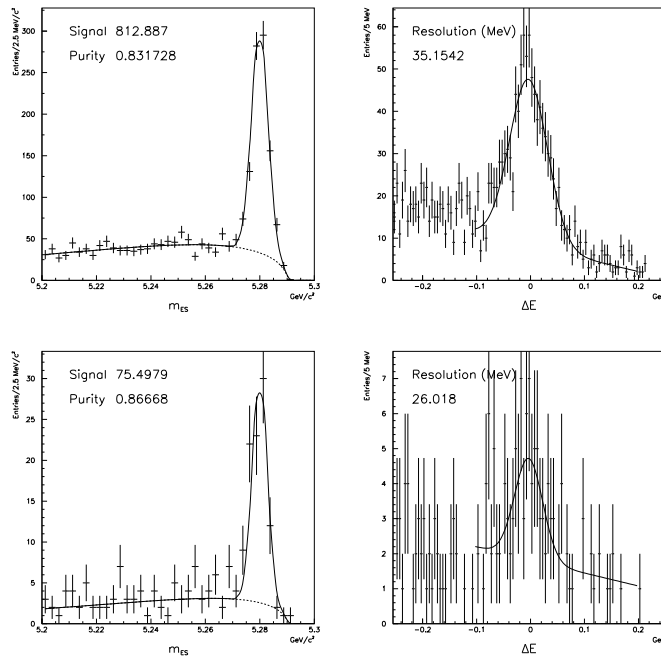 Entries/2.5 MeV/c²
Signal 812.887
Purity 0.831728
300
250
200
150
100
50
0
5.2 5.22 5.24 5.26 5.28 5.3
GeV/c²
mES
Entries/5 MeV
Resolution (MeV)
35.1542
60
50
40
30
20
10
0
-0.2 -0.1 0 0.1 0.2
Ge
ΔE
Entries/2.5 MeV/c²
Signal 75.4979
Purity 0.86668
30
25
20
15
10
5
0
5.2 5.22 5.24 5.26 5.28 5.3
GeV/c²
mES
Entries/5 MeV
Resolution (MeV)
26.018
7
6
5
4
3
2
1
0
-0.2 -0.1 0 0.1 0.2
Ge
ΔE